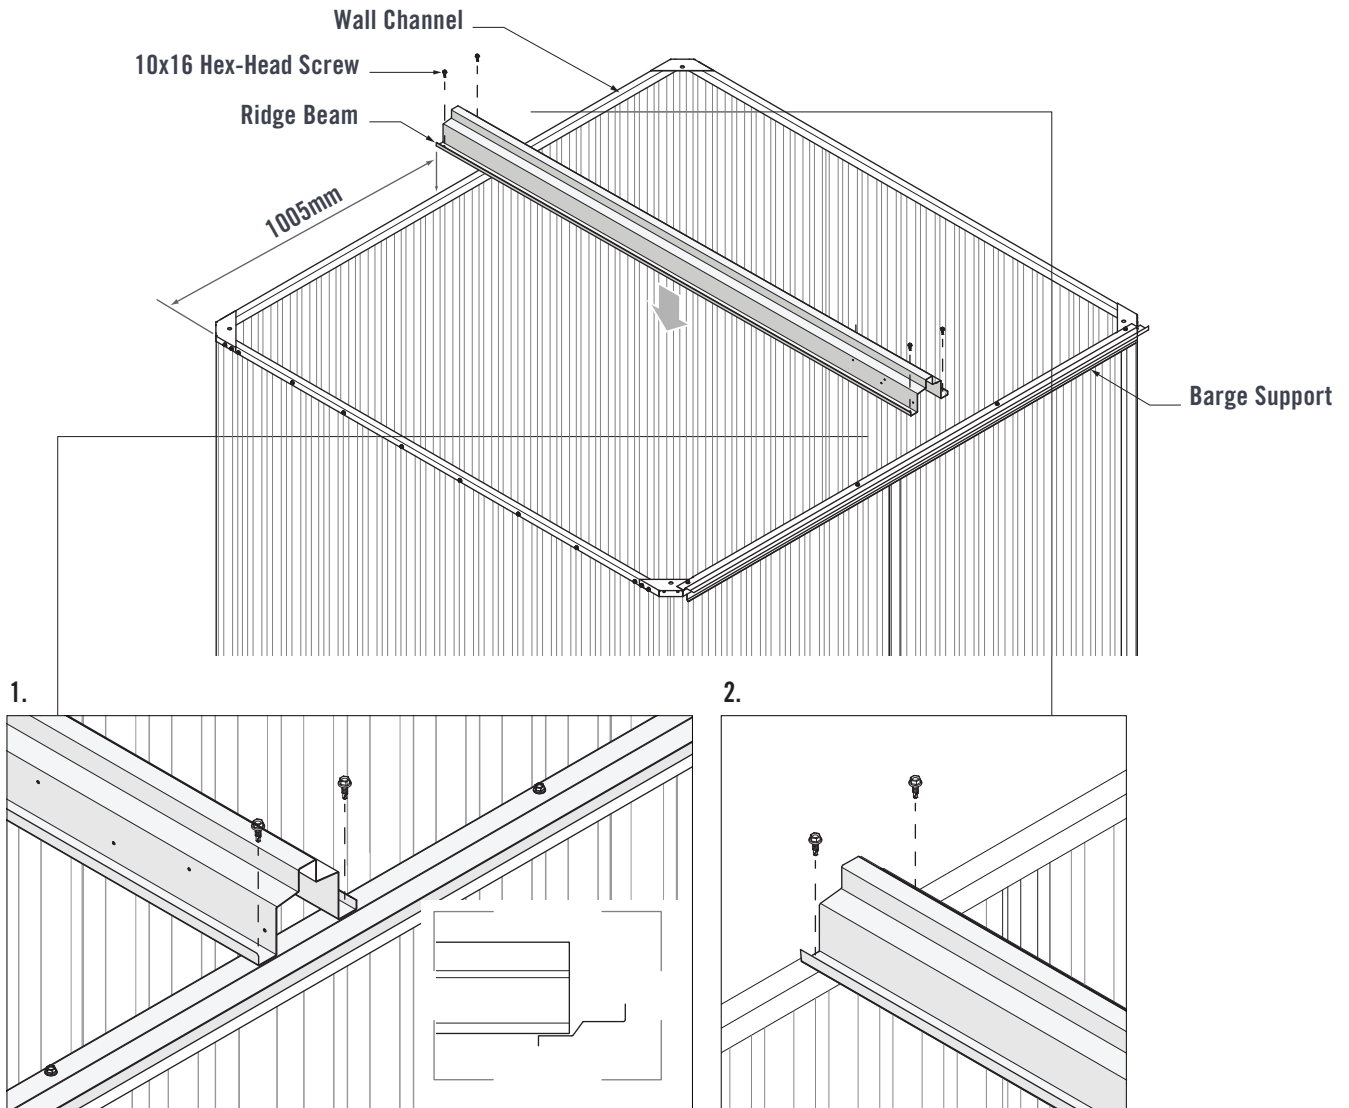 Wall Channel
10x16 Hex-Head Screw
Ridge Beam
1005mm
Barge Support
1.
2.